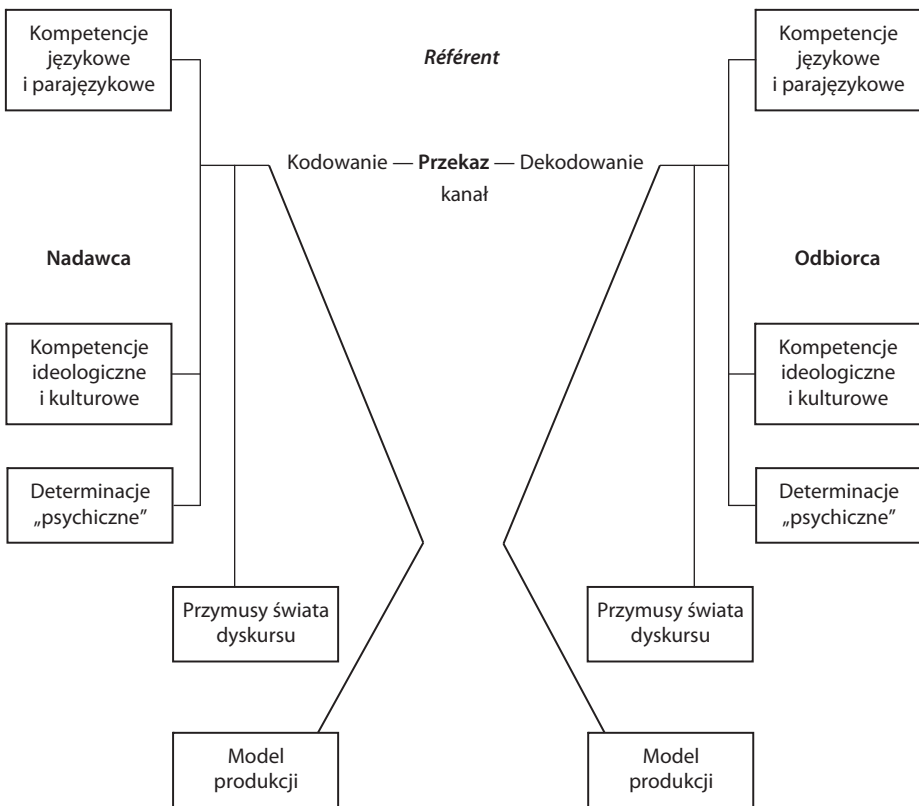 Kompetencje
językowe
i parajęzykowe
Référent
Kompetencje
językowe
i parajęzykowe
Kodowanie — Przekaz — Dekodowanie
kanał
Nadawca
Odbiorca
Kompetencje
ideologiczne
i kulturowe
Kompetencje
ideologiczne
i kulturowe
Determinacje
„psychiczne”
Determinacje
„psychiczne”
Przymusy świata
dyskursu
Przymusy świata
dyskursu
Model
produkcji
Model
produkcji